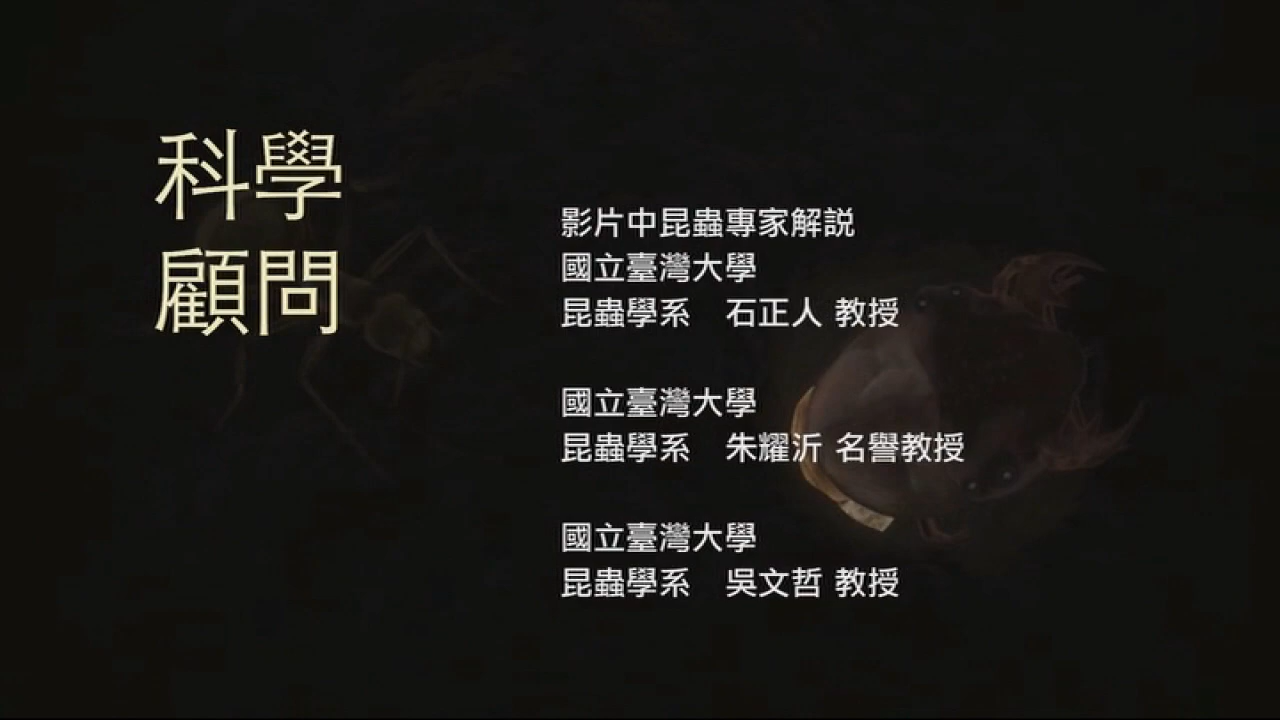 科學
顧問
影片中昆蟲專家解說
國立臺灣大學
昆蟲學系　石正人 教授
國立臺灣大學
昆蟲學系　朱耀沂 名譽教授
國立臺灣大學
昆蟲學系　吳文哲 教授